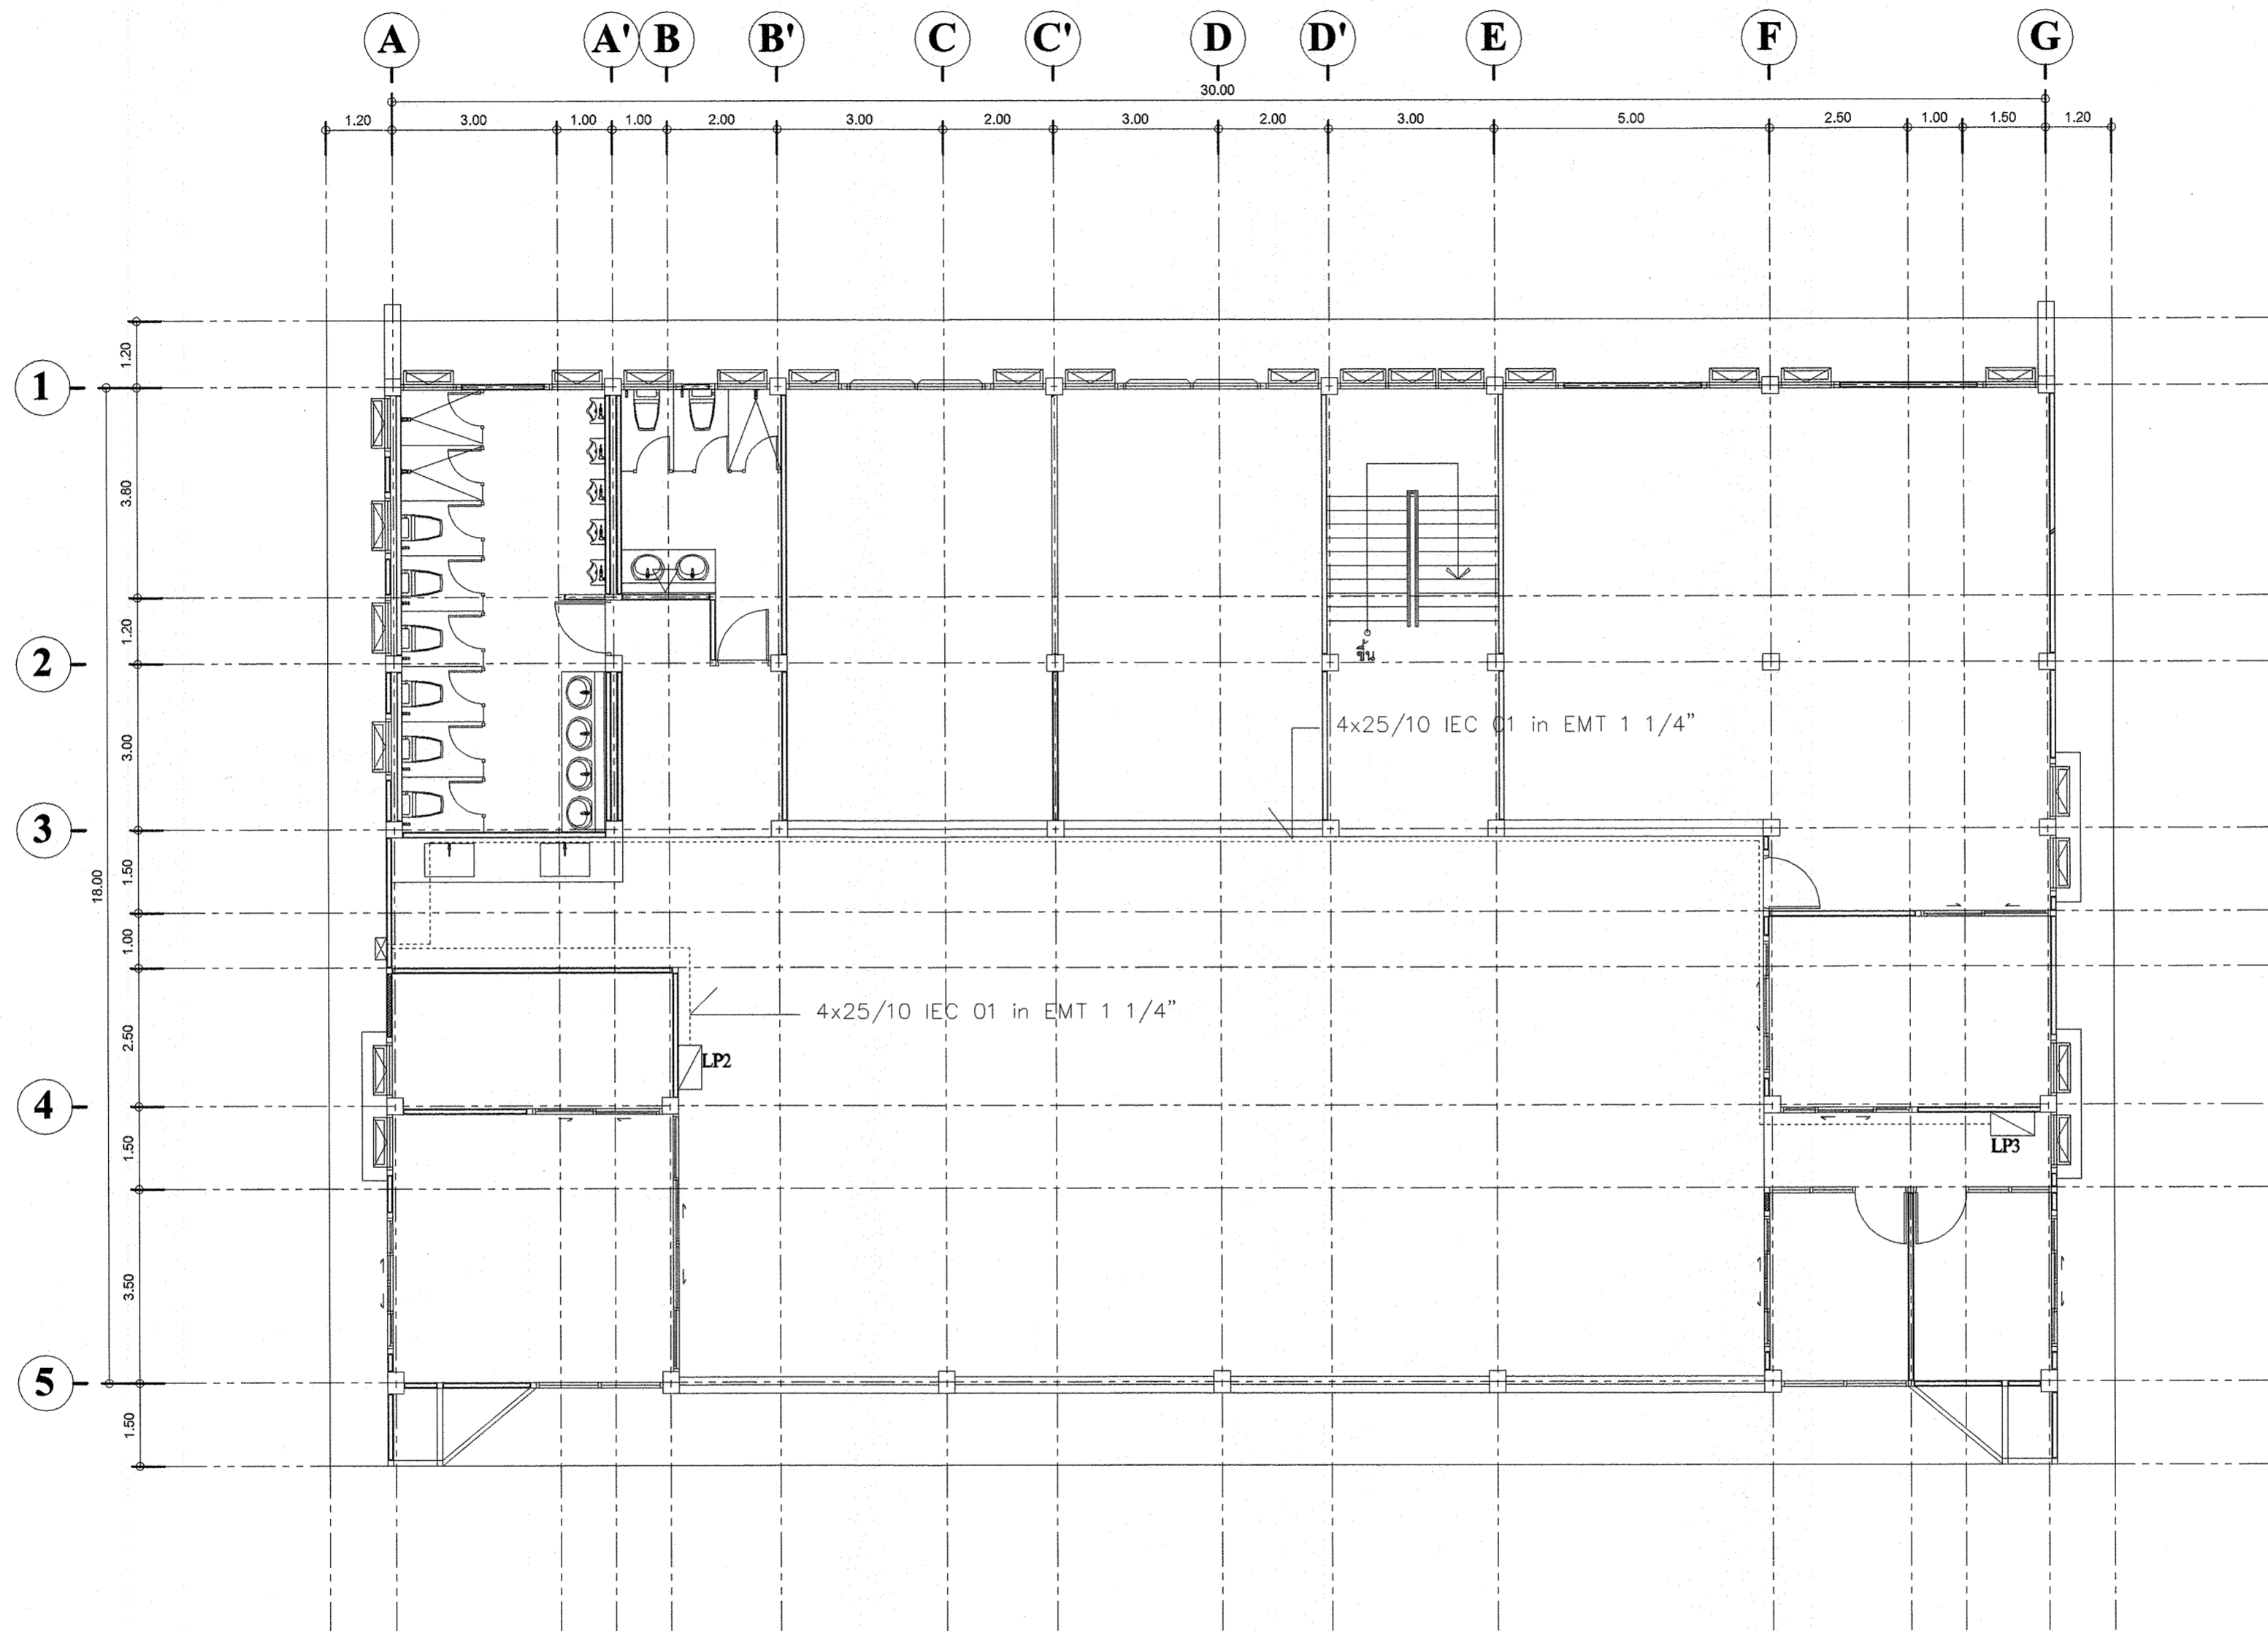 A A' B B' C C' D D' E F G
30.00
1.20 3.00 1.00 1.00 2.00 3.00 2.00 3.00 2.00 3.00 5.00 2.50 1.00 1.50 1.20
1.20
1
3.80
1.20
2
ขึ้น
4x25/10 IEC 01 in EMT 1 1/4"
3.00
3
1.50
18.00
1.00
4x25/10 IEC 01 in EMT 1 1/4"
2.50
LP2
4
1.50
LP3
3.50
5
1.50